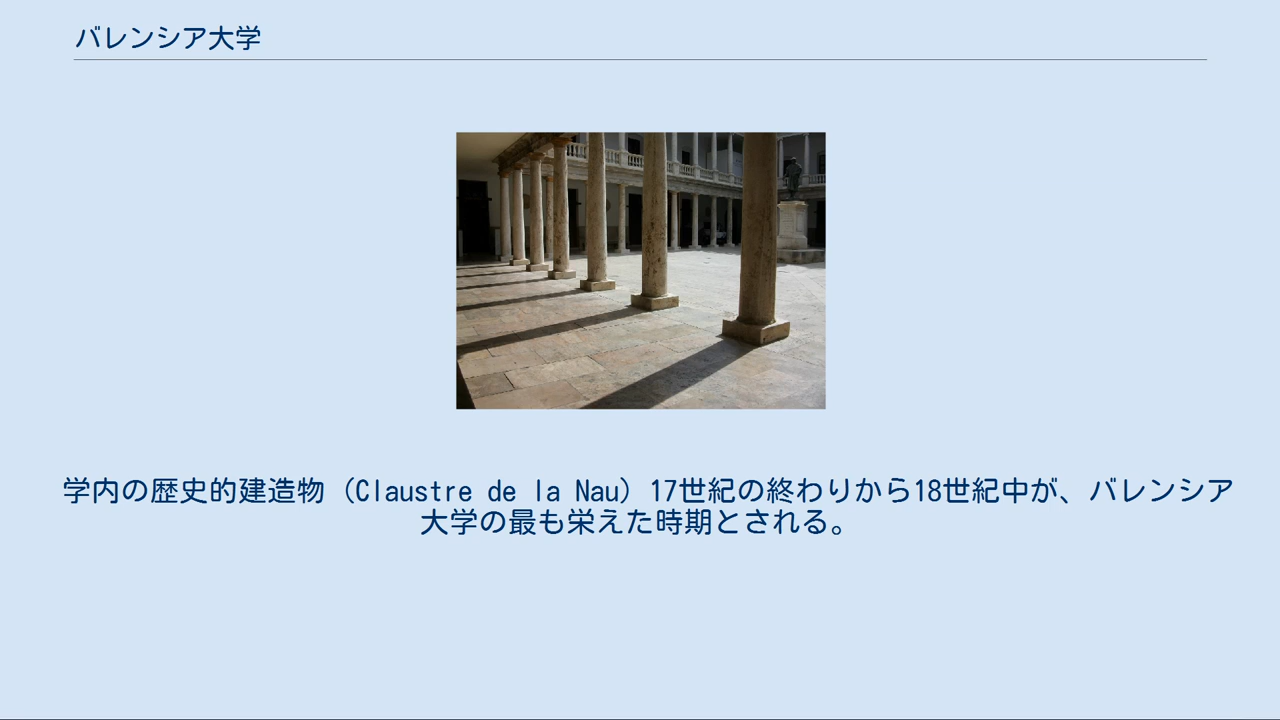 バレンシア大学
学内の歴史的建造物（Claustre de la Nau）17世紀の終わりから18世紀中が、バレンシア
大学の最も栄えた時期とされる。